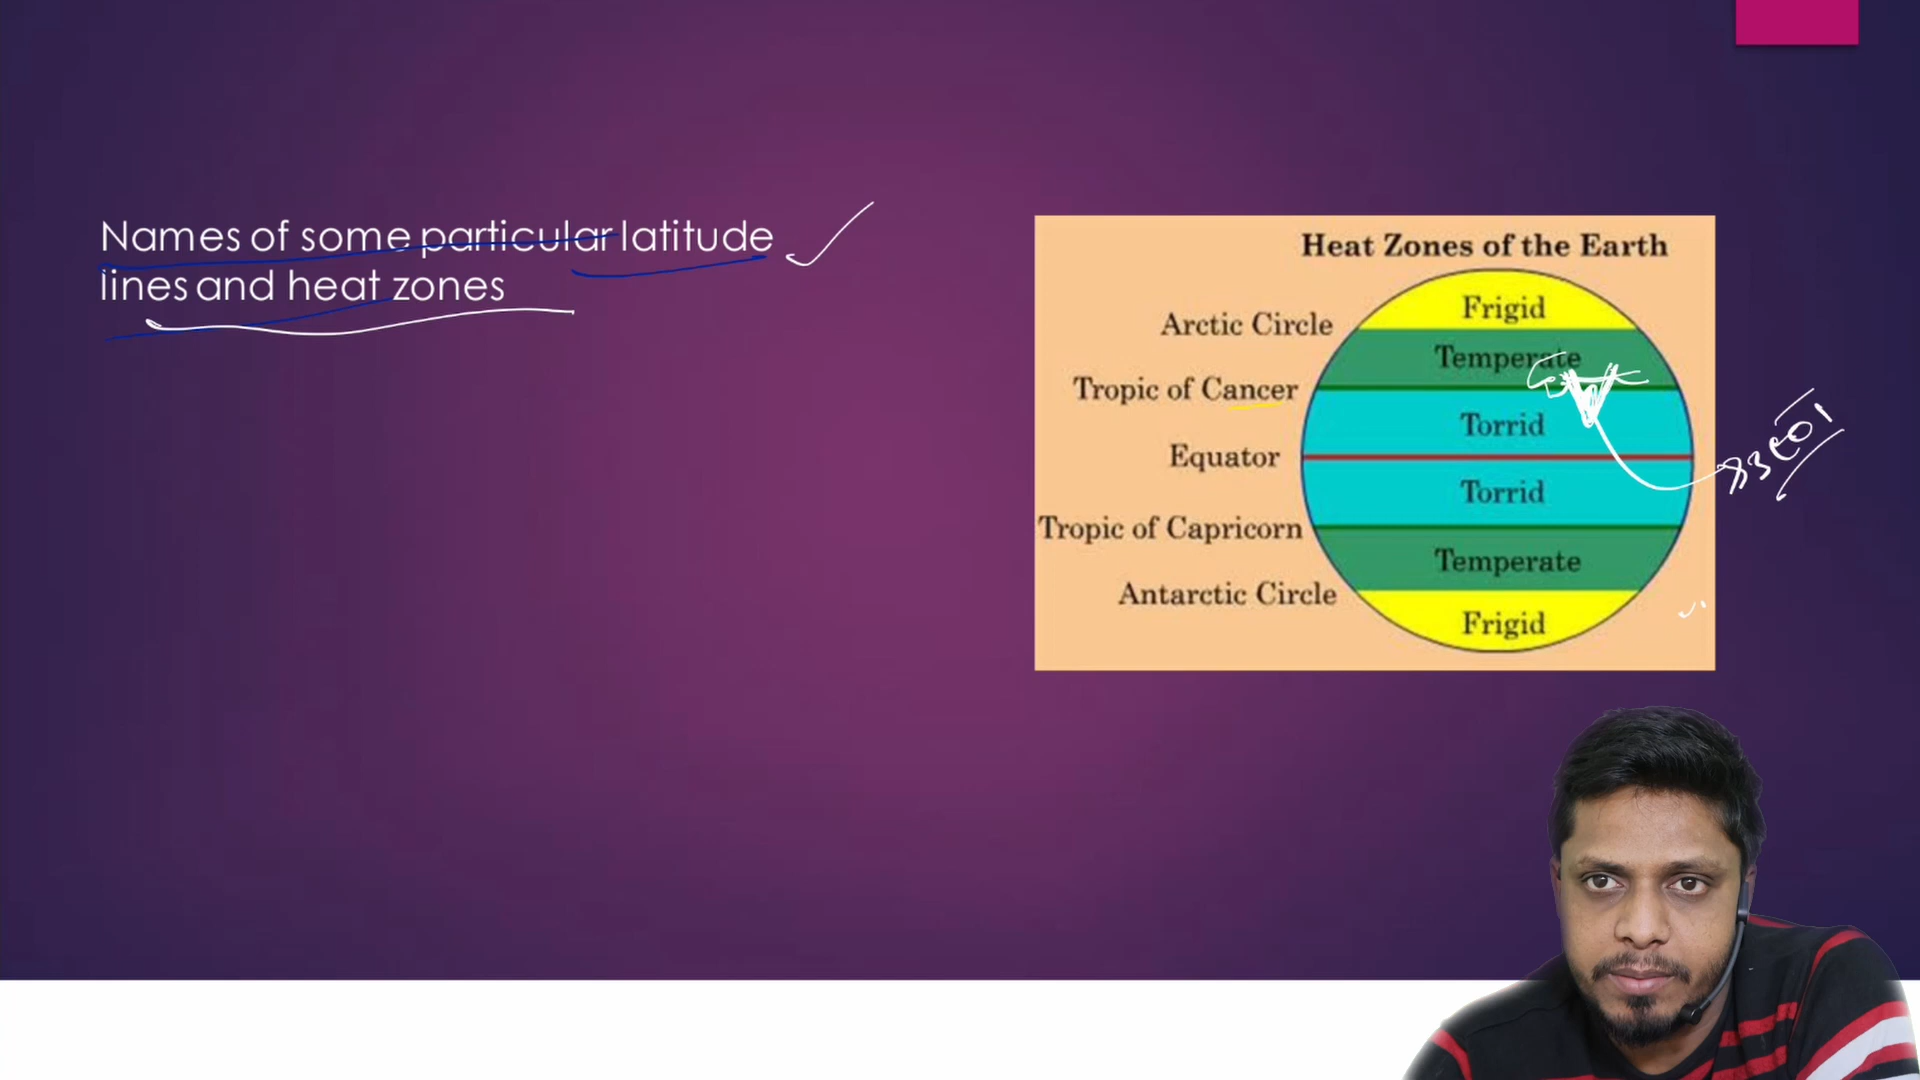 Names of some particular latitude
lines and heat zones
Heat Zones of the Earth
Frigid
Arctic Circle
Temperate
Tropic of Cancer
Torrid
Equator
Torrid
Tropic of Capricorn
Temperate
Antarctic Circle
Frigid